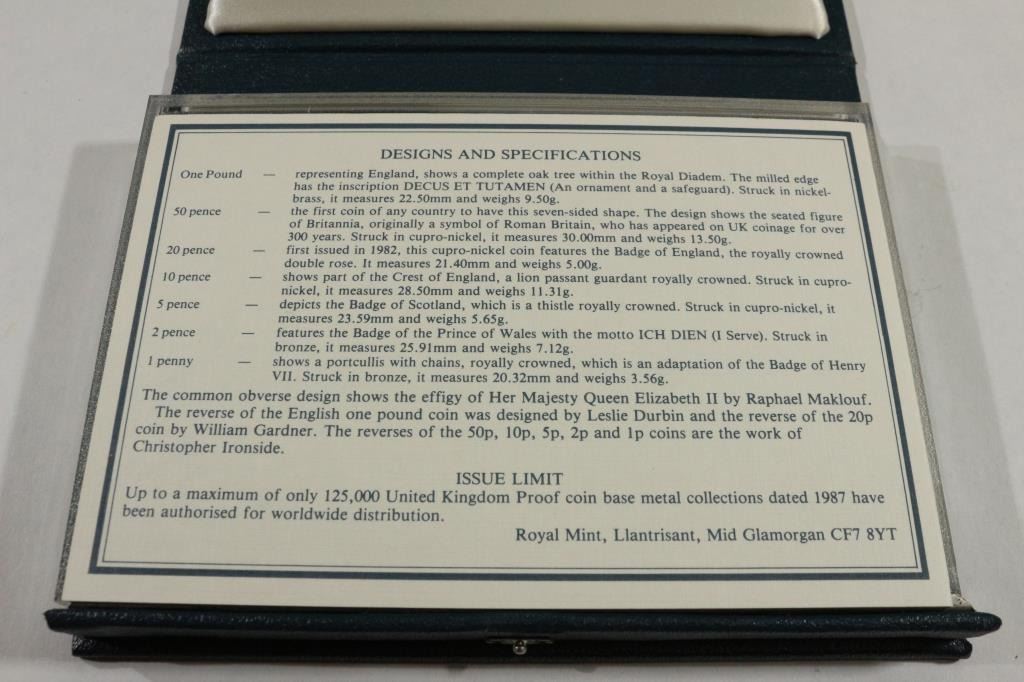 DESIGNS AND SPECIFICATIONS
One Pound — representing England, shows a complete oak tree within the Royal Diadem. The milled edge
has the inscription DECUS ET TUTAMEN (An ornament and a safeguard). Struck in nickel-
brass, it measures 22.50mm and weighs 9.50g.
50 pence — the first coin of any country to have this seven-sided shape. The design shows the seated figure
of Britannia, originally a symbol of Roman Britain, who has appeared on UK coinage for over
300 years. Struck in cupro-nickel, it measures 30.00mm and weighs 13.50g.
20 pence — first issued in 1982, this cupro-nickel coin features the Badge of England, the royally crowned
double rose. It measures 21.40mm and weighs 5.00g.
10 pence — shows part of the Crest of England, a lion passant guardant royally crowned. Struck in cupro-
nickel, it measures 28.50mm and weighs 11.31g.
5 pence — depicts the Badge of Scotland, which is a thistle royally crowned. Struck in cupro-nickel, it
measures 23.59mm and weighs 5.65g.
2 pence — features the Badge of the Prince of Wales with the motto ICH DIEN (I Serve). Struck in
bronze, it measures 25.91mm and weighs 7.12g.
1 penny — shows a portcullis with chains, royally crowned, which is an adaptation of the Badge of Henry
VII. Struck in bronze, it measures 20.32mm and weighs 3.56g.
The common obverse design shows the effigy of Her Majesty Queen Elizabeth II by Raphael Maklouf.
The reverse of the English one pound coin was designed by Leslie Durbin and the reverse of the 20p
coin by William Gardner. The reverses of the 50p, 10p, 5p, 2p and 1p coins are the work of
Christopher Ironside.
ISSUE LIMIT
Up to a maximum of only 125,000 United Kingdom Proof coin base metal collections dated 1987 have
been authorised for worldwide distribution.
Royal Mint, Llantrisant, Mid Glamorgan CF7 8YT